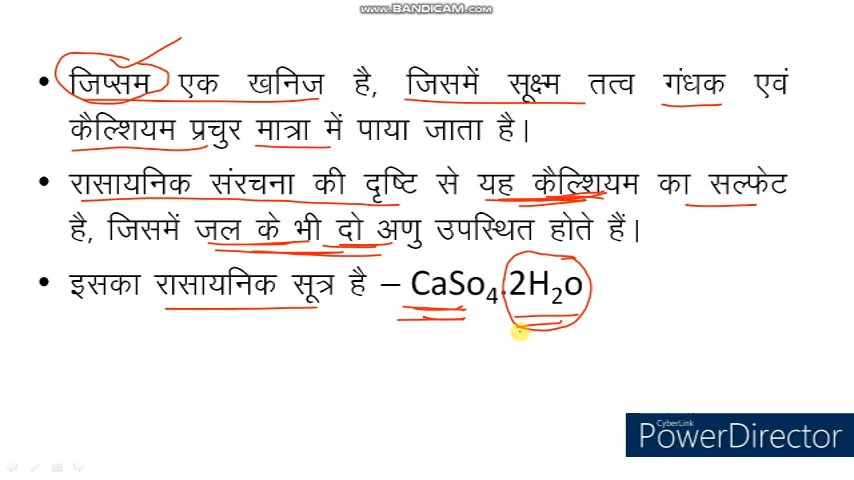 www.BANDICAM.com
• जिप्सम एक खनिज है, जिसमें सूक्ष्म तत्व गंधक एवं
कैल्शियम प्रचुर मात्रा में पाया जाता है।
• रासायनिक संरचना की दृष्टि से यह कैल्शियम का सल्फेट
है, जिसमें जल के भी दो अणु उपस्थित होते हैं।
• इसका रासायनिक सूत्र है – CaSo₄.2H₂o
CyberLink
PowerDirector